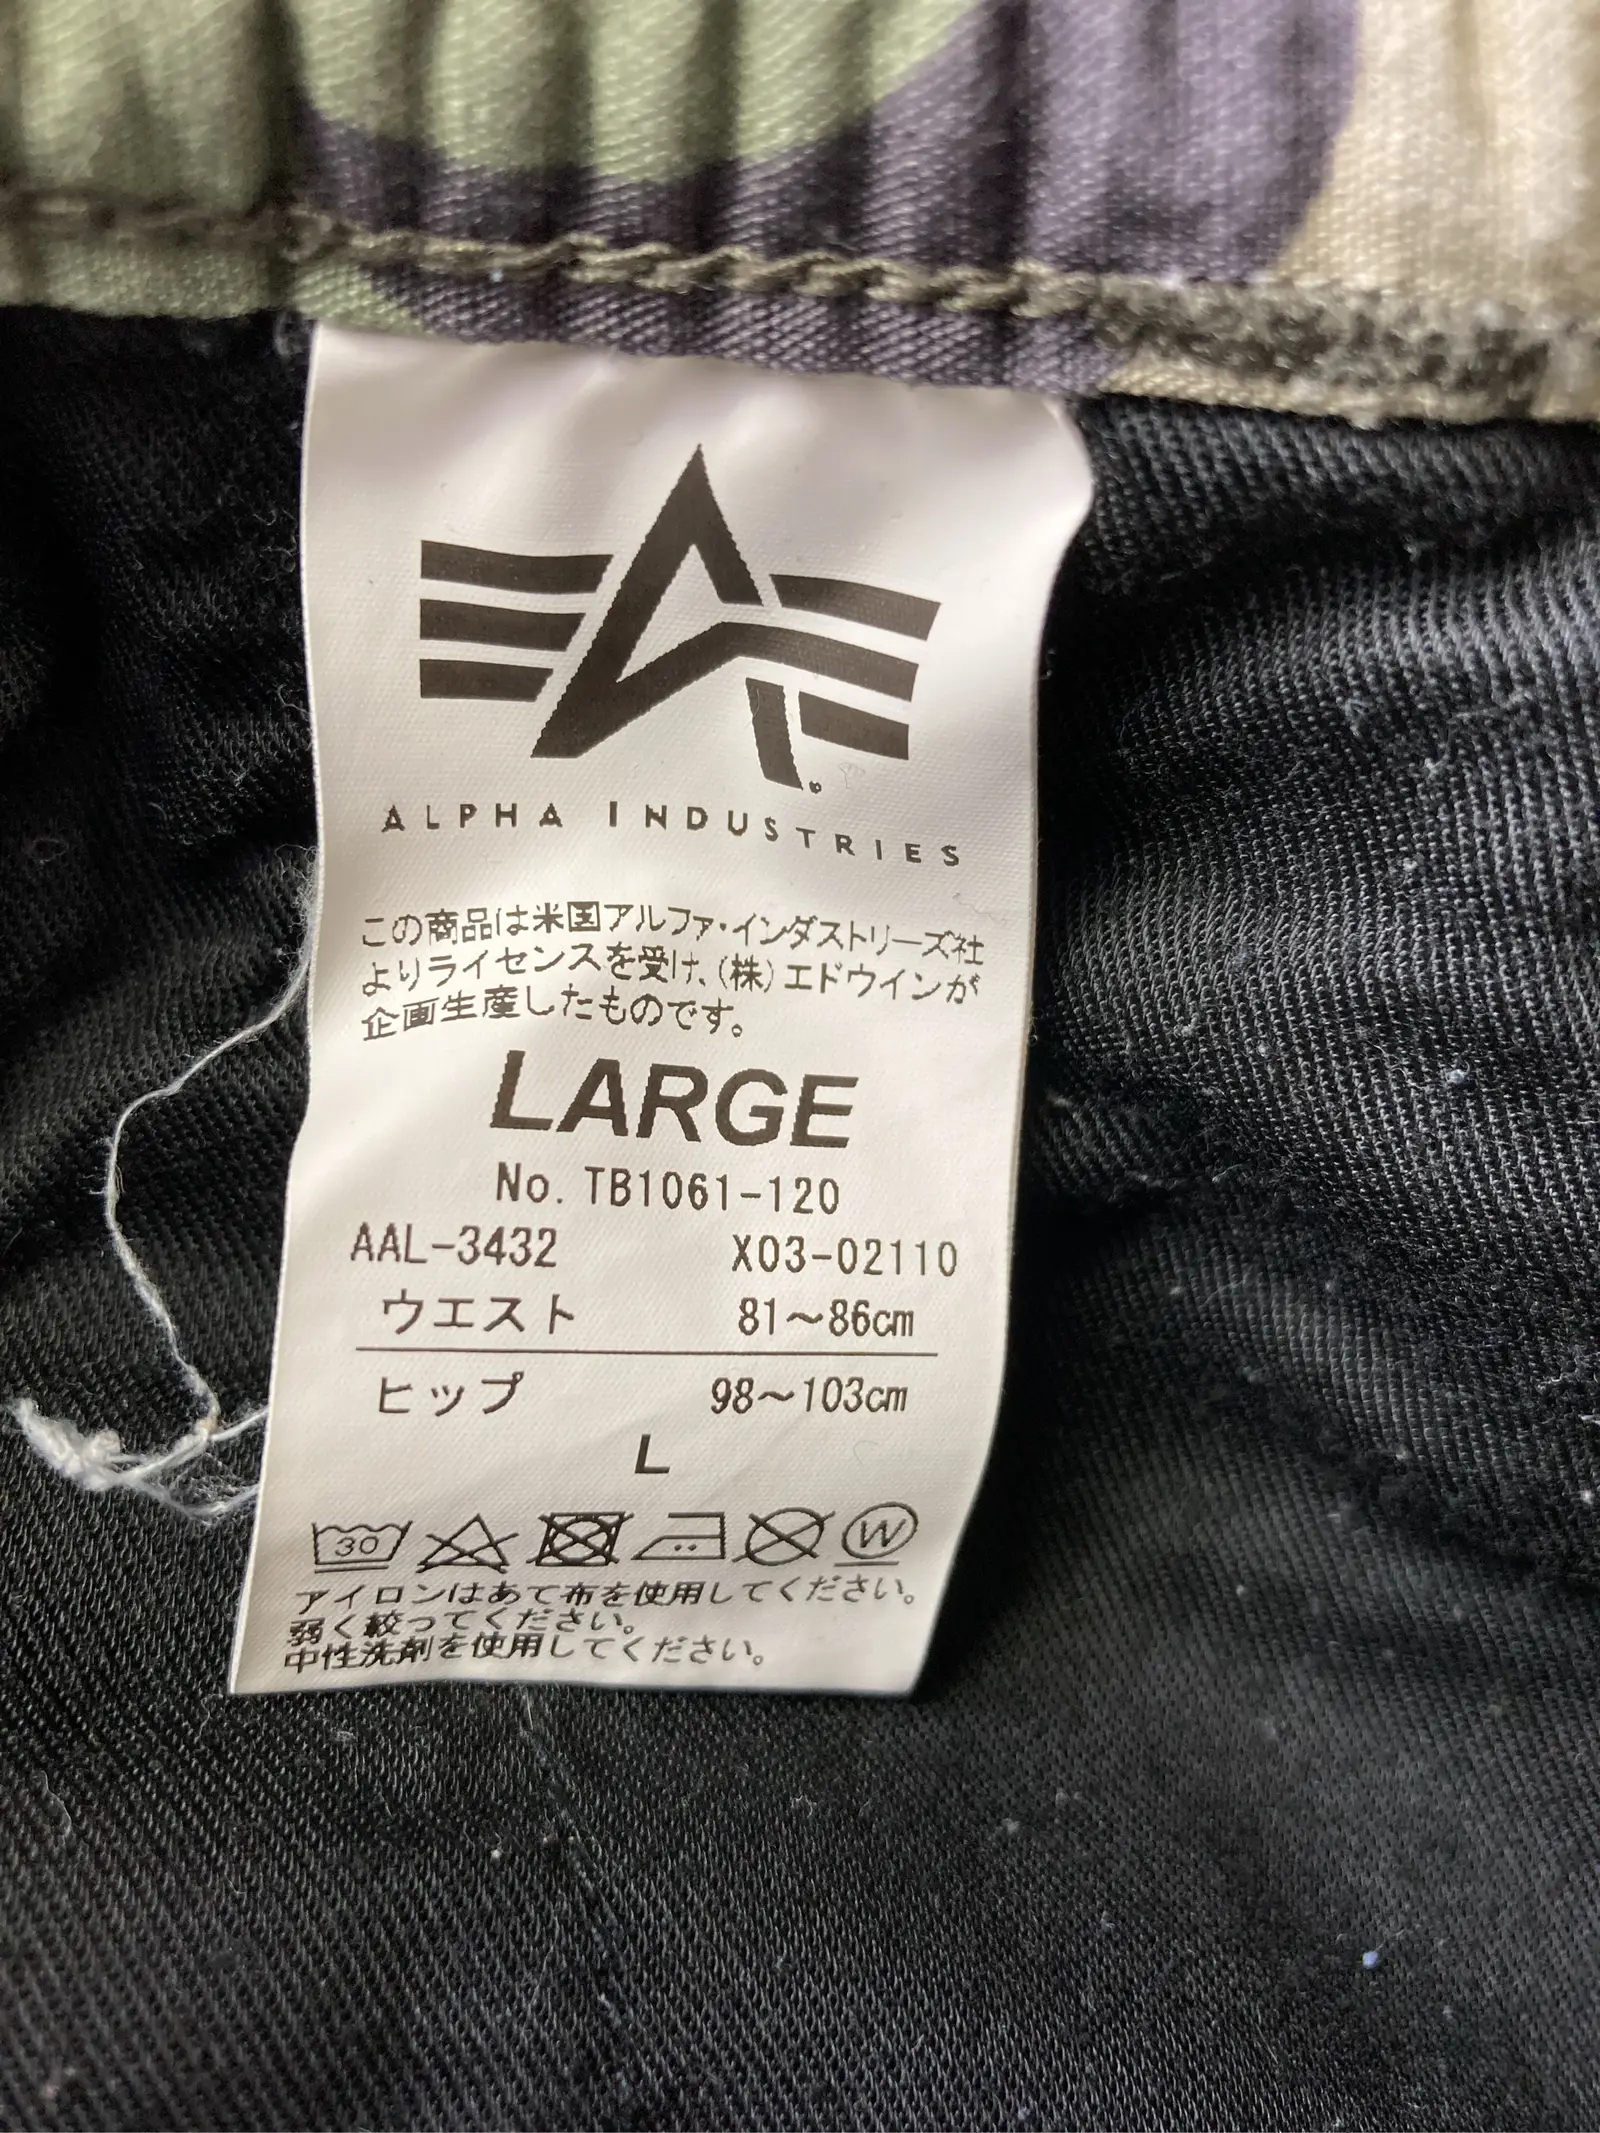 ALPHA INDUSTRIES
この商品は米国アルファ・インダストリーズ社
よりライセンスを受け、(株)エドウインが
企画生産したものです。
LARGE
No. TB1061-120
AAL-3432 X03-02110
ウエスト 81〜86cm
ヒップ 98〜103cm
L
30 W
アイロンはあて布を使用してください。
弱く絞ってください。
中性洗剤を使用してください。